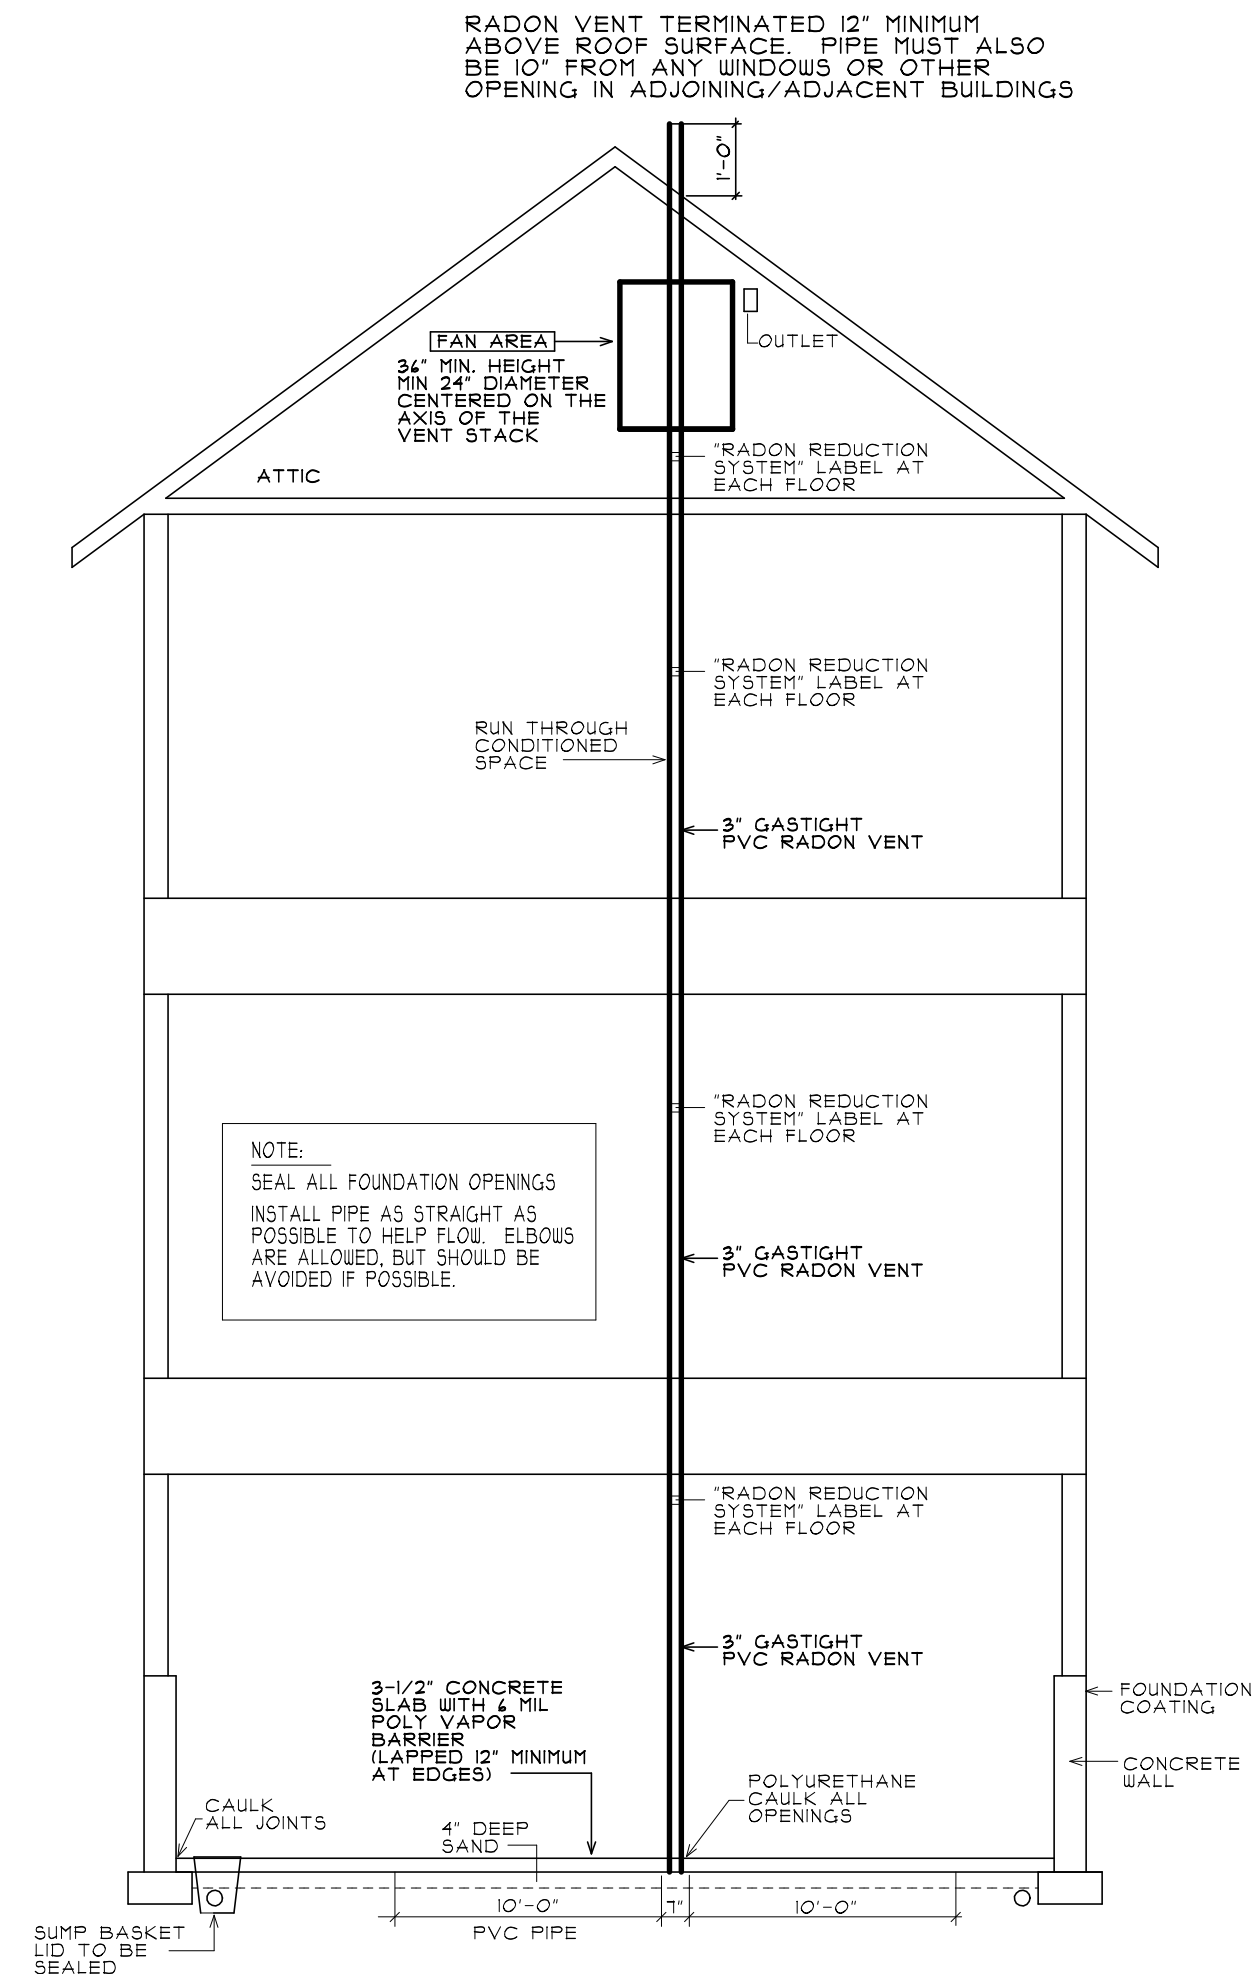 RADON VENT TERMINATED 12" MINIMUM
ABOVE ROOF SURFACE. PIPE MUST ALSO
BE 10" FROM ANY WINDOWS OR OTHER
OPENING IN ADJOINING/ADJACENT BUILDINGS
1'-0"
OUTLET
FAN AREA
36" MIN. HEIGHT
MIN 24" DIAMETER
CENTERED ON THE
AXIS OF THE
VENT STACK
"RADON REDUCTION
SYSTEM" LABEL AT
EACH FLOOR
ATTIC
"RADON REDUCTION
SYSTEM" LABEL AT
EACH FLOOR
RUN THROUGH
CONDITIONED
SPACE
3" GASTIGHT
PVC RADON VENT
"RADON REDUCTION
SYSTEM" LABEL AT
EACH FLOOR
NOTE:
SEAL ALL FOUNDATION OPENINGS
INSTALL PIPE AS STRAIGHT AS
POSSIBLE TO HELP FLOW. ELBOWS
ARE ALLOWED, BUT SHOULD BE
AVOIDED IF POSSIBLE.
3" GASTIGHT
PVC RADON VENT
"RADON REDUCTION
SYSTEM" LABEL AT
EACH FLOOR
3" GASTIGHT
PVC RADON VENT
3-1/2" CONCRETE
SLAB WITH 6 MIL
POLY VAPOR
BARRIER
(LAPPED 12" MINIMUM
AT EDGES)
FOUNDATION
COATING
CONCRETE
WALL
POLYURETHANE
CAULK ALL
OPENINGS
CAULK
ALL JOINTS
4" DEEP
SAND
10'-0"
7"
10'-0"
PVC PIPE
SUMP BASKET
LID TO BE
SEALED